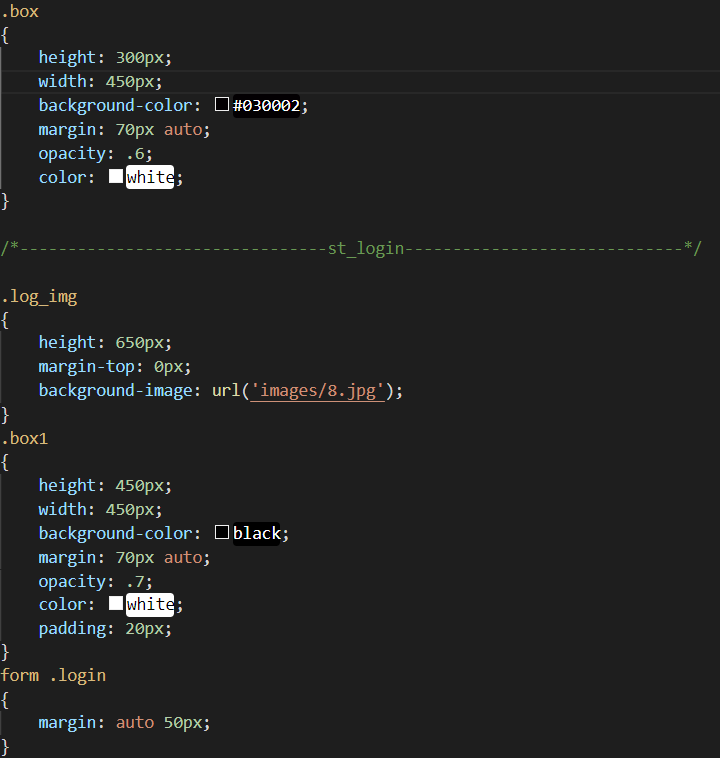 .box
{
    height: 300px;
    width: 450px;
    background-color: #030002;
    margin: 70px auto;
    opacity: .6;
    color: white;
}
/*--------------------------------st_login-----------------------------*/
.log_img
{
    height: 650px;
    margin-top: 0px;
    background-image: url('images/8.jpg');
}
.box1
{
    height: 450px;
    width: 450px;
    background-color: black;
    margin: 70px auto;
    opacity: .7;
    color: white;
    padding: 20px;
}
form .login
{
    margin: auto 50px;
}